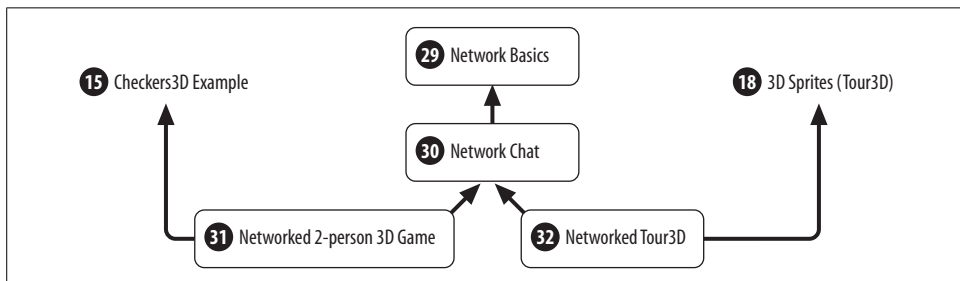 29 Network Basics
15 Checkers3D Example
18 3D Sprites (Tour3D)
30 Network Chat
31 Networked 2-person 3D Game
32 Networked Tour3D